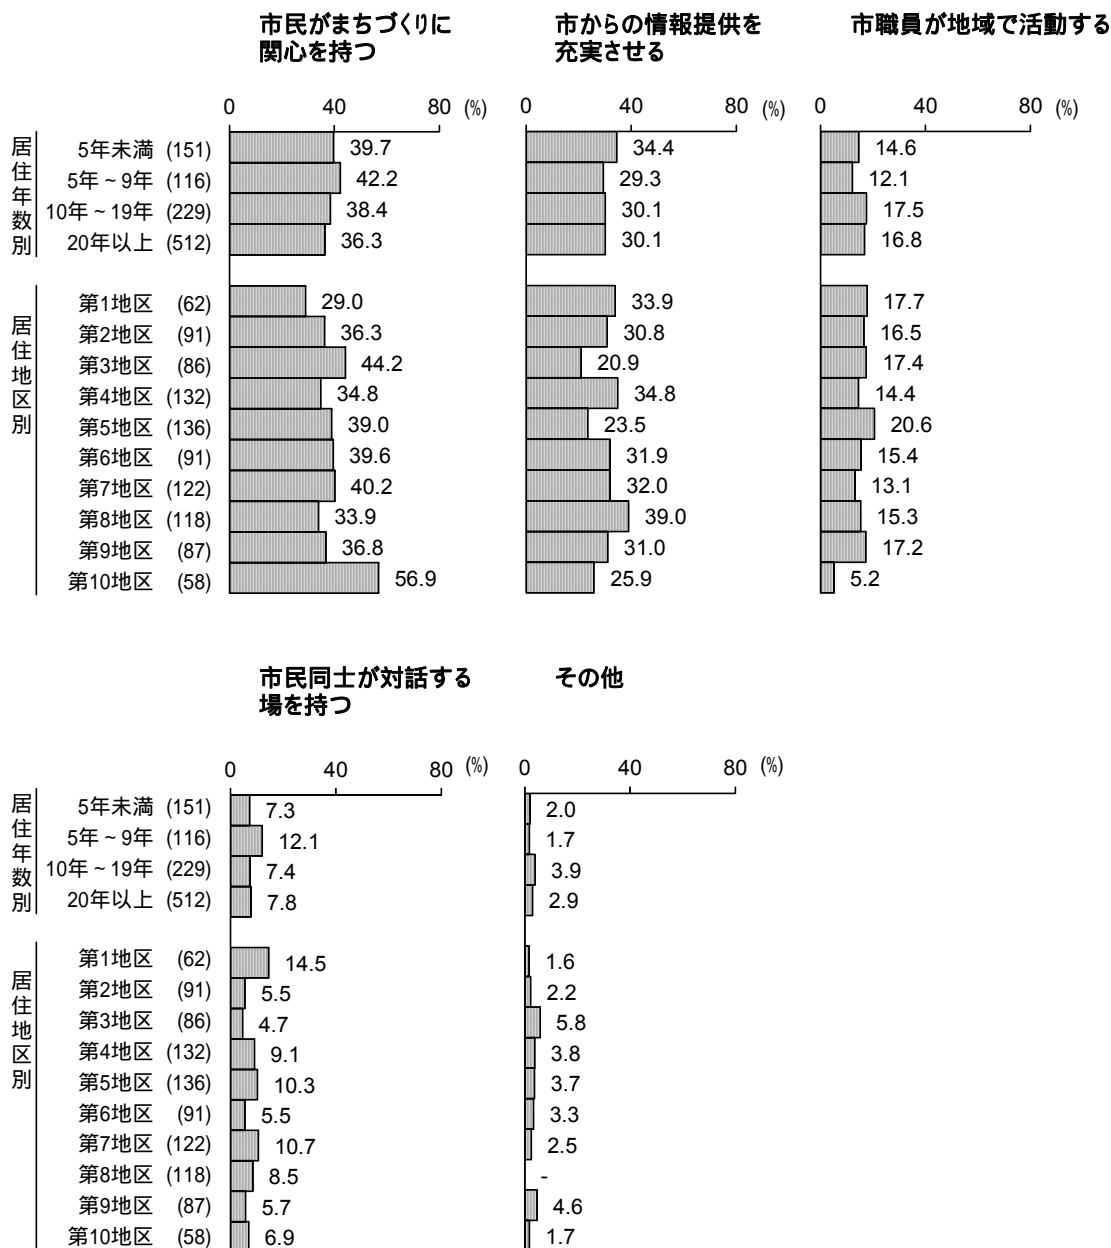 市民がまちづくりに
関心を持つ
市からの情報提供を
充実させる
市職員が地域で活動する
0 40 80 (%) 0 40 80 (%) 0 40 80 (%)
居住年数別
5年未満 (151) 39.7 34.4 14.6
5年~9年 (116) 42.2 29.3 12.1
10年~19年 (229) 38.4 30.1 17.5
20年以上 (512) 36.3 30.1 16.8
居住地区別
第1地区 (62) 29.0 33.9 17.7
第2地区 (91) 36.3 30.8 16.5
第3地区 (86) 44.2 20.9 17.4
第4地区 (132) 34.8 34.8 14.4
第5地区 (136) 39.0 23.5 20.6
第6地区 (91) 39.6 31.9 15.4
第7地区 (122) 40.2 32.0 13.1
第8地区 (118) 33.9 39.0 15.3
第9地区 (87) 36.8 31.0 17.2
第10地区 (58) 56.9 25.9 5.2
市民同士が対話する
場を持つ
その他
0 40 80 (%) 0 40 80 (%)
居住年数別
5年未満 (151) 7.3 2.0
5年~9年 (116) 12.1 1.7
10年~19年 (229) 7.4 3.9
20年以上 (512) 7.8 2.9
居住地区別
第1地区 (62) 14.5 1.6
第2地区 (91) 5.5 2.2
第3地区 (86) 4.7 5.8
第4地区 (132) 9.1 3.8
第5地区 (136) 10.3 3.7
第6地区 (91) 5.5 3.3
第7地区 (122) 10.7 2.5
第8地区 (118) 8.5 -
第9地区 (87) 5.7 4.6
第10地区 (58) 6.9 1.7